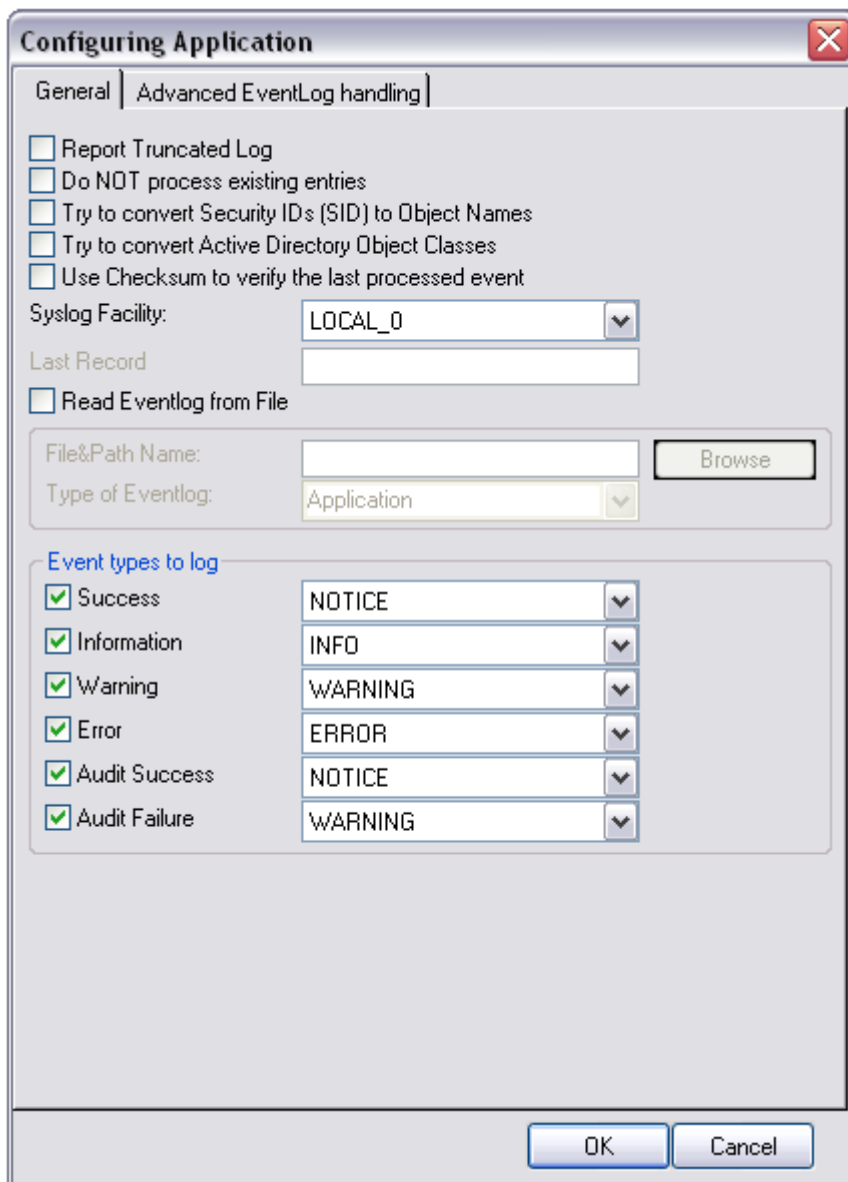 Configuring Application
General Advanced EventLog handling
Report Truncated Log
Do NOT process existing entries
Try to convert Security IDs (SID) to Object Names
Try to convert Active Directory Object Classes
Use Checksum to verify the last processed event
Syslog Facility: LOCAL_0
Last Record
Read Eventlog from File
File&Path Name: Browse
Type of Eventlog: Application
Event types to log
Success NOTICE
Information INFO
Warning WARNING
Error ERROR
Audit Success NOTICE
Audit Failure WARNING
OK Cancel